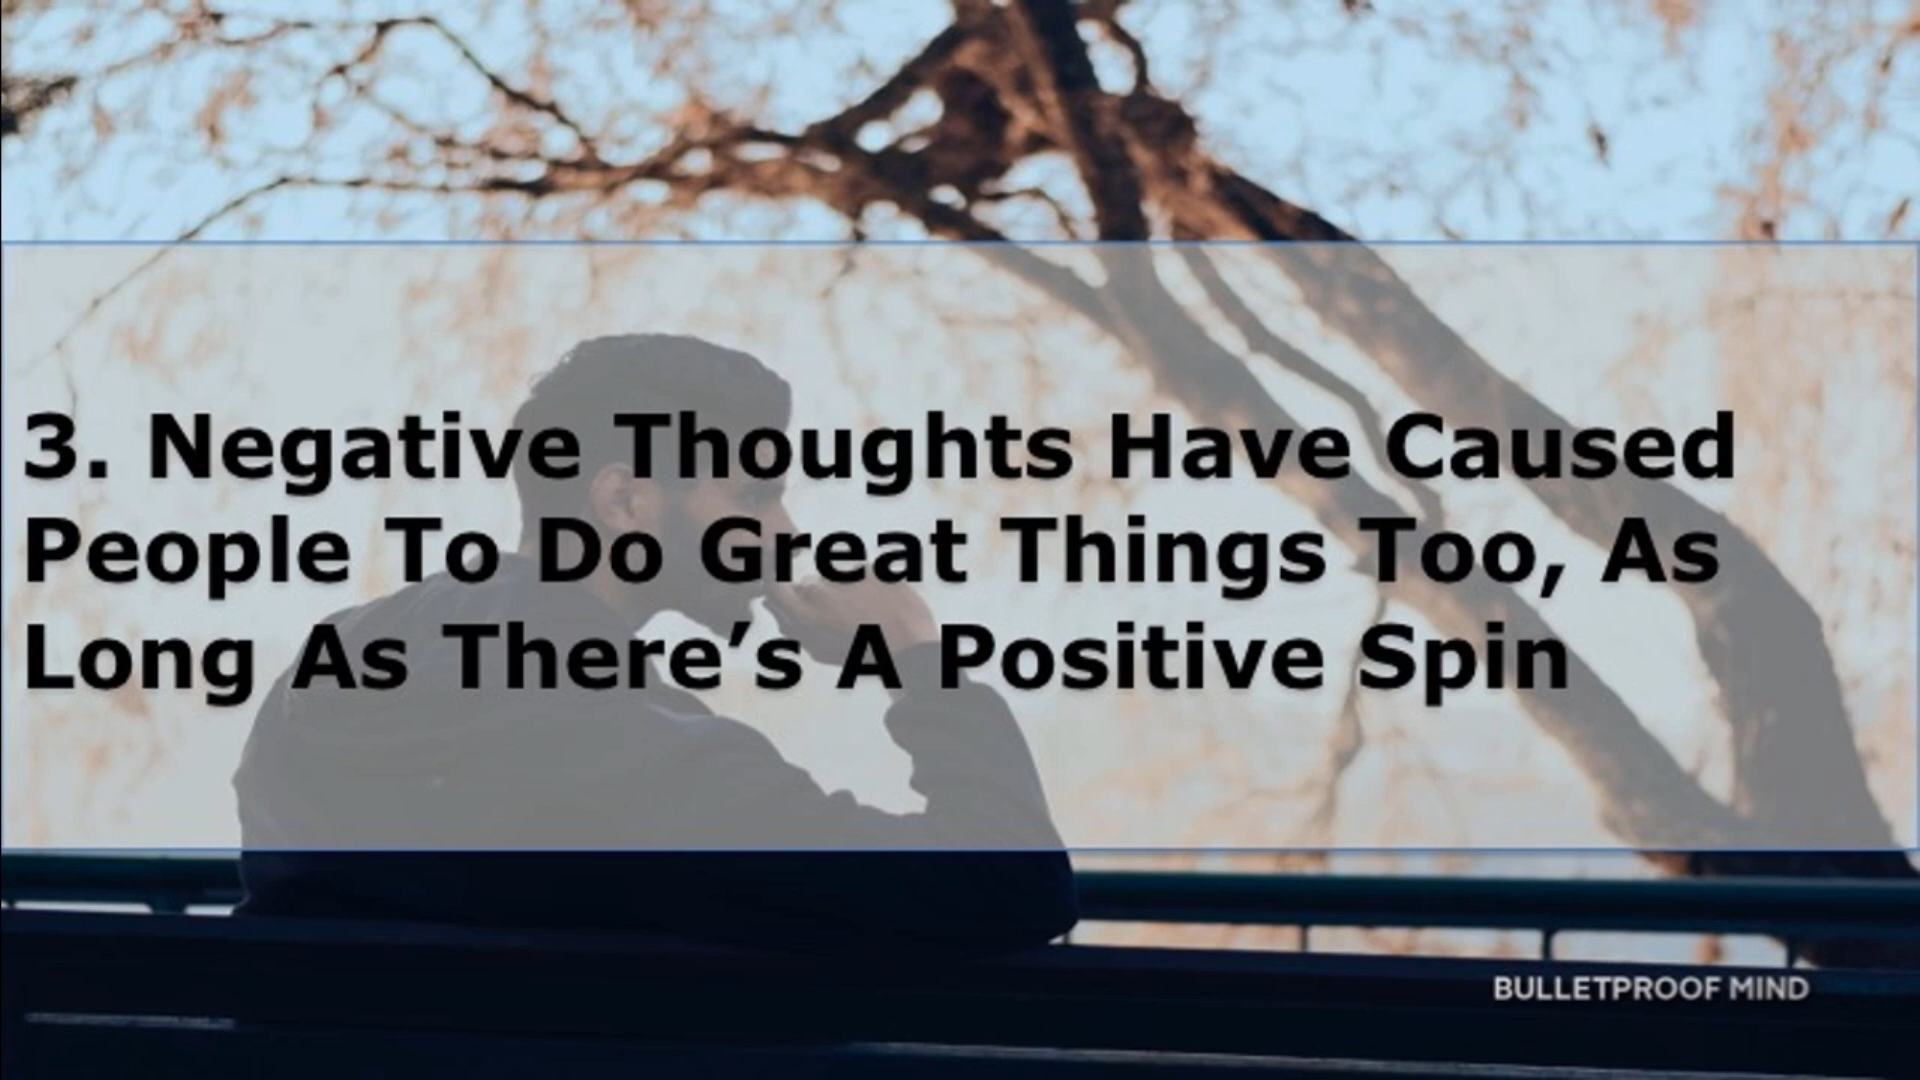 3. Negative Thoughts Have Caused
People To Do Great Things Too, As
Long As There’s A Positive Spin
BULLETPROOF MIND